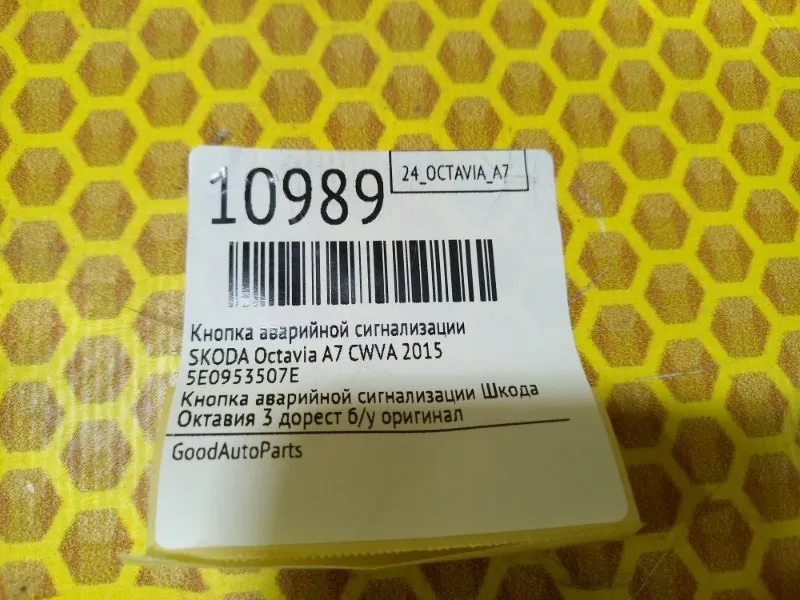 10989
24_OCTAVIA_A7
Кнопка аварийной сигнализации
SKODA Octavia A7 CWVA 2015
5E0953507E
Кнопка аварийной сигнализации Шкода
Октавия 3 дорест б/у оригинал
GoodAutoParts